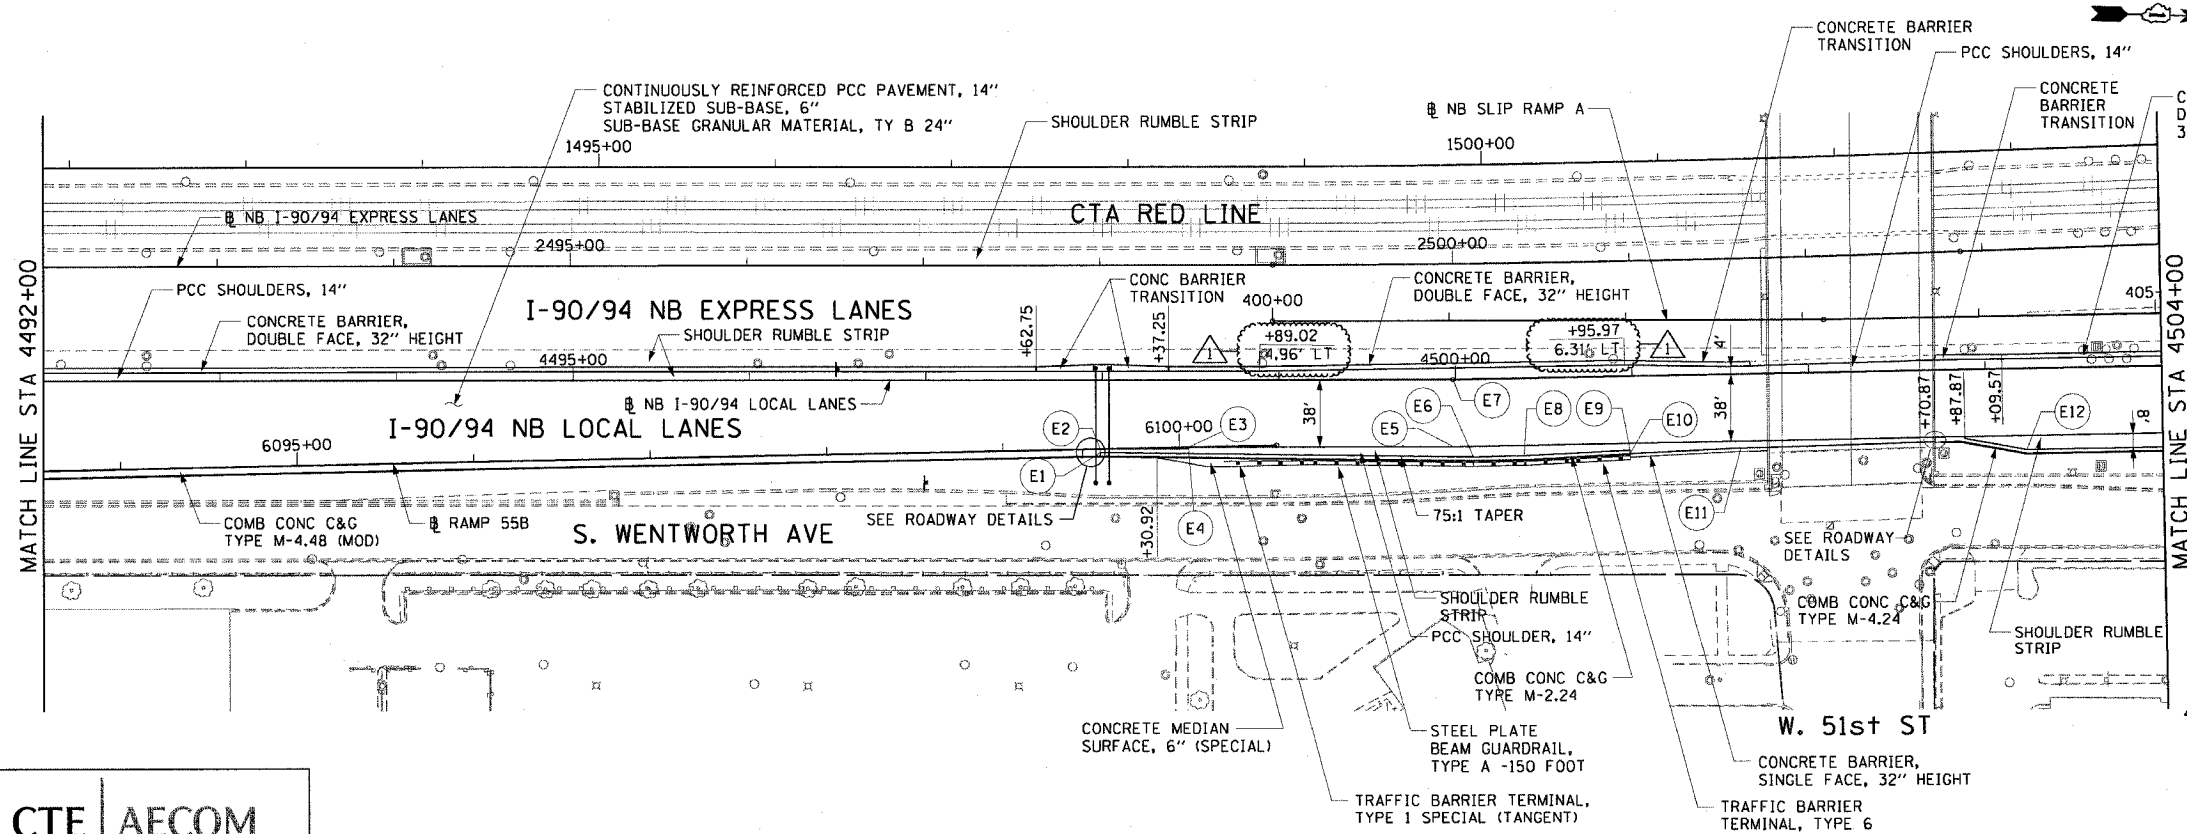 CONCRETE BARRIER
TRANSITION
PCC SHOULDERS, 14"
CONCRETE
BARRIER
TRANSITION
C
D
3
CONTINUOUSLY REINFORCED PCC PAVEMENT, 14"
STABILIZED SUB-BASE, 6"
SUB-BASE GRANULAR MATERIAL, TY B 24"
SHOULDER RUMBLE STRIP
NB SLIP RAMP A
1495+00
1500+00
NB I-90/94 EXPRESS LANES
CTA RED LINE
2495+00
2500+00
MATCH LINE STA 4492+00
MATCH LINE STA 4504+00
PCC SHOULDERS, 14"
I-90/94 NB EXPRESS LANES
CONC BARRIER
TRANSITION
CONCRETE BARRIER,
DOUBLE FACE, 32" HEIGHT
400+00
405
CONCRETE BARRIER,
DOUBLE FACE, 32" HEIGHT
SHOULDER RUMBLE STRIP
+62.75
+37.25
1
+89.02
4.96' LT
+95.97
6.31' LT
1
4'
4495+00
4500+00
NB I-90/94 LOCAL LANES
I-90/94 NB LOCAL LANES
38'
38'
+70.87
+87.87
+09.57
8'
E1
E2
E3
E4
E5
E6
E7
E8
E9
E10
E11
E12
6095+00
6100+00
COMB CONC C&G
TYPE M-4.48 (MOD)
RAMP 55B
S. WENTWORTH AVE
SEE ROADWAY DETAILS
+30.92
75:1 TAPER
SEE ROADWAY
DETAILS
SHOULDER RUMBLE
STRIP
PCC SHOULDER, 14"
COMB CONC C&G
TYPE M-2.24
COMB CONC C&G
TYPE M-4.24
SHOULDER RUMBLE
STRIP
CONCRETE MEDIAN
SURFACE, 6" (SPECIAL)
STEEL PLATE
BEAM GUARDRAIL,
TYPE A -150 FOOT
W. 51st ST
CONCRETE BARRIER,
SINGLE FACE, 32" HEIGHT
TRAFFIC BARRIER TERMINAL,
TYPE 1 SPECIAL (TANGENT)
TRAFFIC BARRIER
TERMINAL, TYPE 6
CTE AECOM